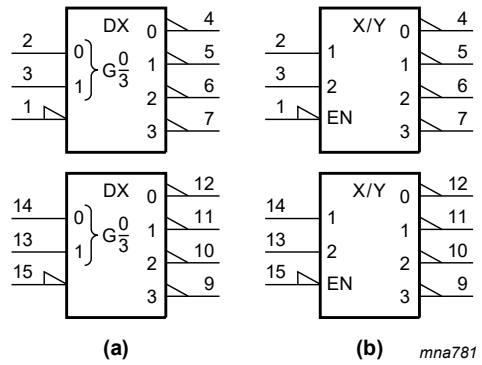 DX 0 4
2 0 1 5
3 1 G 0/3 2 6
1 3 7
X/Y 0 4
2 1 1 5
3 2 2 6
1 EN 3 7
DX 0 12
14 0 1 11
13 1 G 0/3 2 10
15 3 9
X/Y 0 12
14 1 1 11
13 2 2 10
15 EN 3 9
(a) (b) mna781